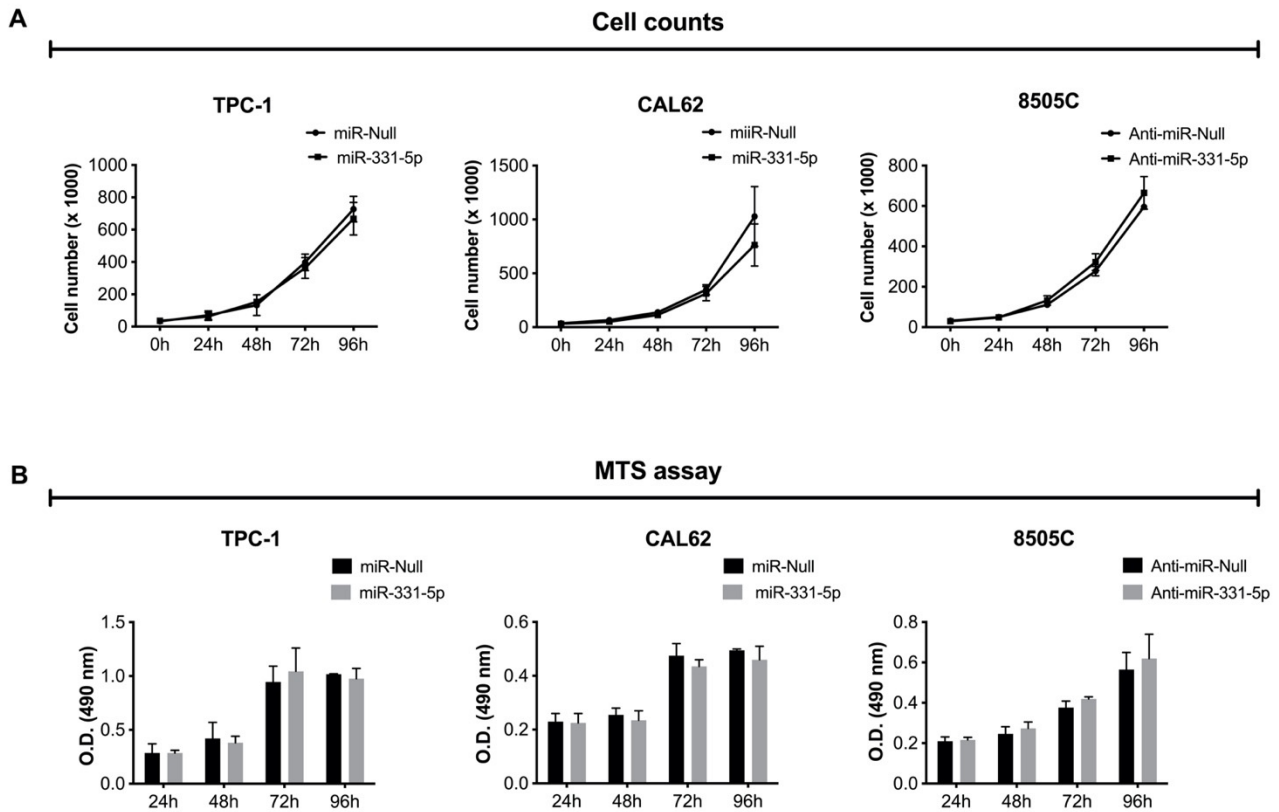 A
Cell counts
TPC-1
miR-Null
miR-331-5p
Cell number (x 1000)
1000
800
600
400
200
0
0h 24h 48h 72h 96h
CAL62
miiR-Null
miR-331-5p
Cell number (x 1000)
1500
1000
500
0
0h 24h 48h 72h 96h
8505C
Anti-miR-Null
Anti-miR-331-5p
Cell number (x 1000)
800
600
400
200
0
0h 24h 48h 72h 96h
B
MTS assay
TPC-1
miR-Null
miR-331-5p
O.D. (490 nm)
1.5
1.0
0.5
0.0
24h 48h 72h 96h
CAL62
miR-Null
miR-331-5p
O.D. (490 nm)
0.6
0.4
0.2
0.0
24h 48h 72h 96h
8505C
Anti-miR-Null
Anti-miR-331-5p
O.D. (490 nm)
0.8
0.6
0.4
0.2
0.0
24h 48h 72h 96h